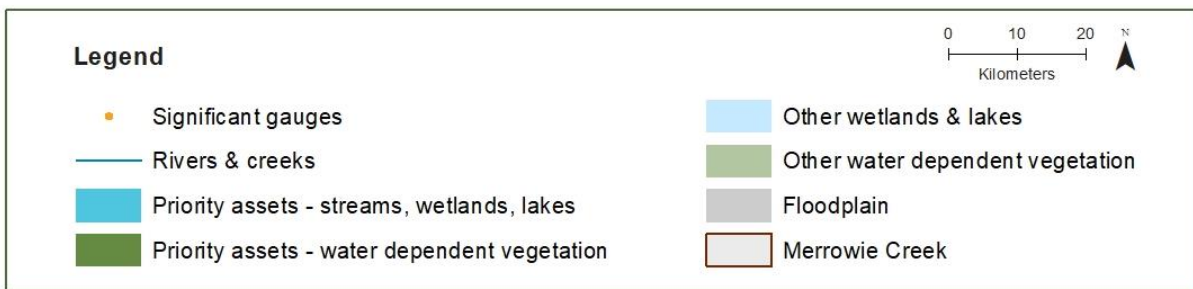 Legend
0 10 20
N
Kilometers
Significant gauges
Rivers & creeks
Priority assets - streams, wetlands, lakes
Priority assets - water dependent vegetation
Other wetlands & lakes
Other water dependent vegetation
Floodplain
Merrowie Creek